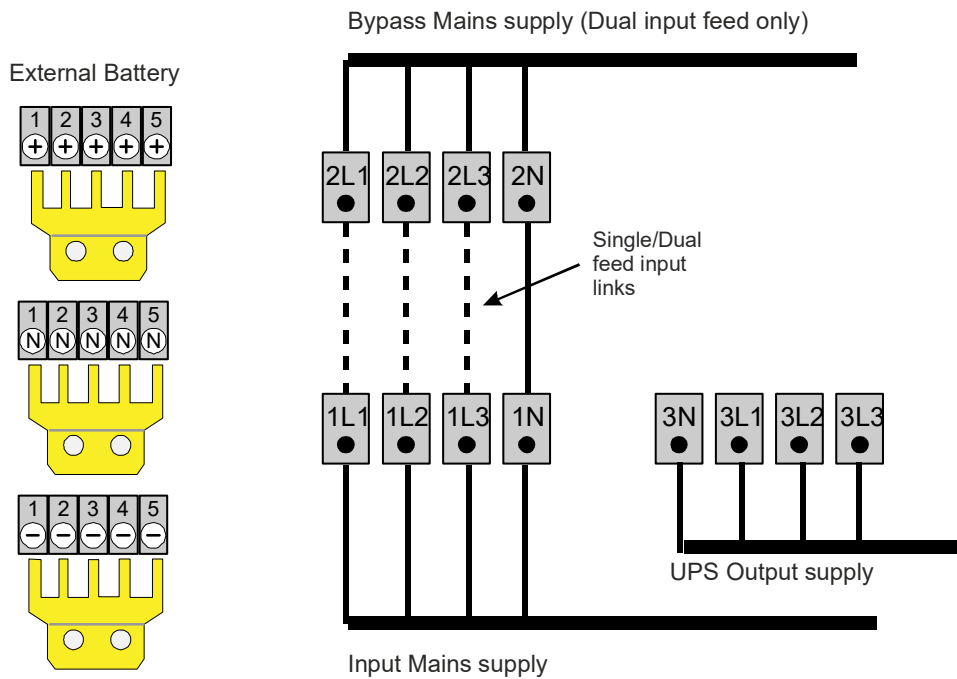 Bypass Mains supply (Dual input feed only)
External Battery
1 2 3 4 5
+ + + + +
2L1 2L2 2L3 2N
Single/Dual
feed input
links
1 2 3 4 5
N N N N N
1L1 1L2 1L3 1N
3N 3L1 3L2 3L3
1 2 3 4 5
− − − − −
UPS Output supply
Input Mains supply